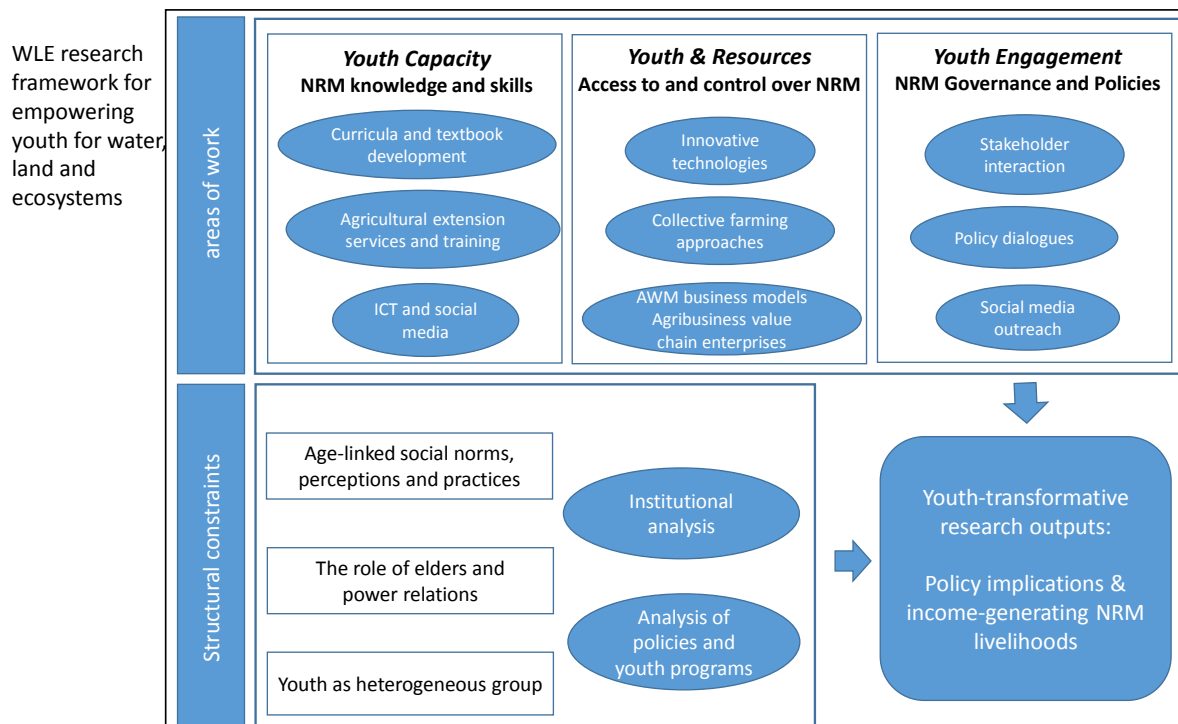 WLE research
framework for
empowering
youth for water,
land and
ecosystems
areas of work
Youth Capacity
NRM knowledge and skills
Curricula and textbook
development
Agricultural extension
services and training
ICT and social
media
Youth & Resources
Access to and control over NRM
Innovative
technologies
Collective farming
approaches
AWM business models
Agribusiness value
chain enterprises
Youth Engagement
NRM Governance and Policies
Stakeholder
interaction
Policy dialogues
Social media
outreach
Structural constraints
Age-linked social norms,
perceptions and practices
The role of elders and
power relations
Youth as heterogeneous group
Institutional
analysis
Analysis of
policies and
youth programs
Youth-transformative
research outputs:
Policy implications &
income-generating NRM
livelihoods